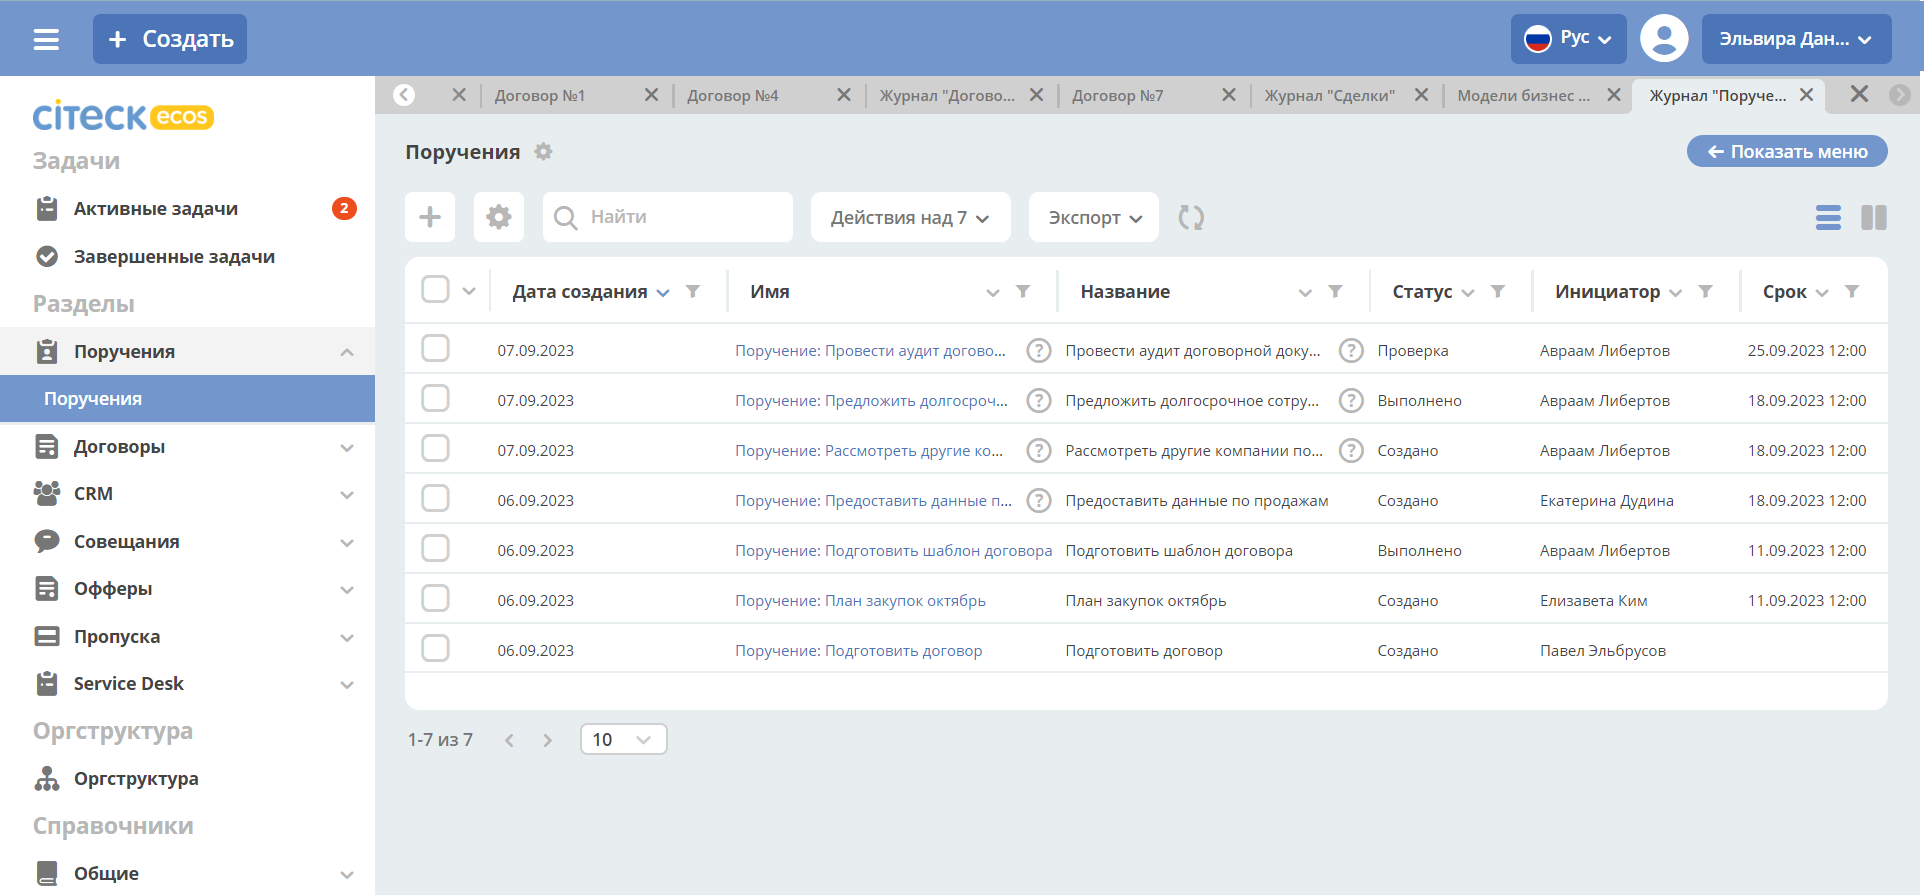 Создать
Рус
Эльвира Дан...
citeck ecos
Договор №1
Договор №4
Журнал "Догово...
Договор №7
Журнал "Сделки"
Модели бизнес ...
Журнал "Поруче...
Задачи
Активные задачи
2
Завершенные задачи
Разделы
Поручения
Поручения
Договоры
CRM
Совещания
Офферы
Пропуска
Service Desk
Оргструктура
Оргструктура
Справочники
Общие
Поручения
Показать меню
Найти
Действия над 7
Экспорт
Дата создания Имя Название Статус Инициатор Срок
07.09.2023 Поручение: Провести аудит догово... ? Провести аудит договорной доку... ? Проверка Авраам Либертов 25.09.2023 12:00
07.09.2023 Поручение: Предложить долгосроч... ? Предложить долгосрочное сотру... ? Выполнено Авраам Либертов 18.09.2023 12:00
07.09.2023 Поручение: Рассмотреть другие ко... ? Рассмотреть другие компании по... ? Создано Авраам Либертов 18.09.2023 12:00
06.09.2023 Поручение: Предоставить данные п... ? Предоставить данные по продажам Создано Екатерина Дудина 18.09.2023 12:00
06.09.2023 Поручение: Подготовить шаблон договора Подготовить шаблон договора Выполнено Авраам Либертов 11.09.2023 12:00
06.09.2023 Поручение: План закупок октябрь План закупок октябрь Создано Елизавета Ким 11.09.2023 12:00
06.09.2023 Поручение: Подготовить договор Подготовить договор Создано Павел Эльбрусов
1-7 из 7
10